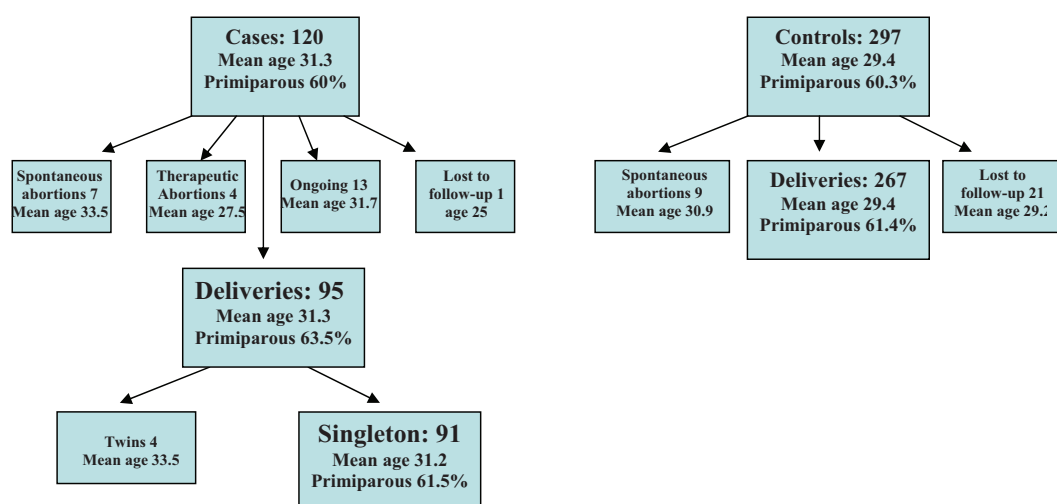 Cases: 120
Mean age 31.3
Primiparous 60%
Controls: 297
Mean age 29.4
Primiparous 60.3%
Spontaneous
abortions 7
Mean age 33.5
Therapeutic
Abortions 4
Mean age 27.5
Ongoing 13
Mean age 31.7
Lost to
follow-up 1
age 25
Spontaneous
abortions 9
Mean age 30.9
Deliveries: 267
Mean age 29.4
Primiparous 61.4%
Lost to
follow-up 21
Mean age 29.2
Deliveries: 95
Mean age 31.3
Primiparous 63.5%
Twins 4
Mean age 33.5
Singleton: 91
Mean age 31.2
Primiparous 61.5%